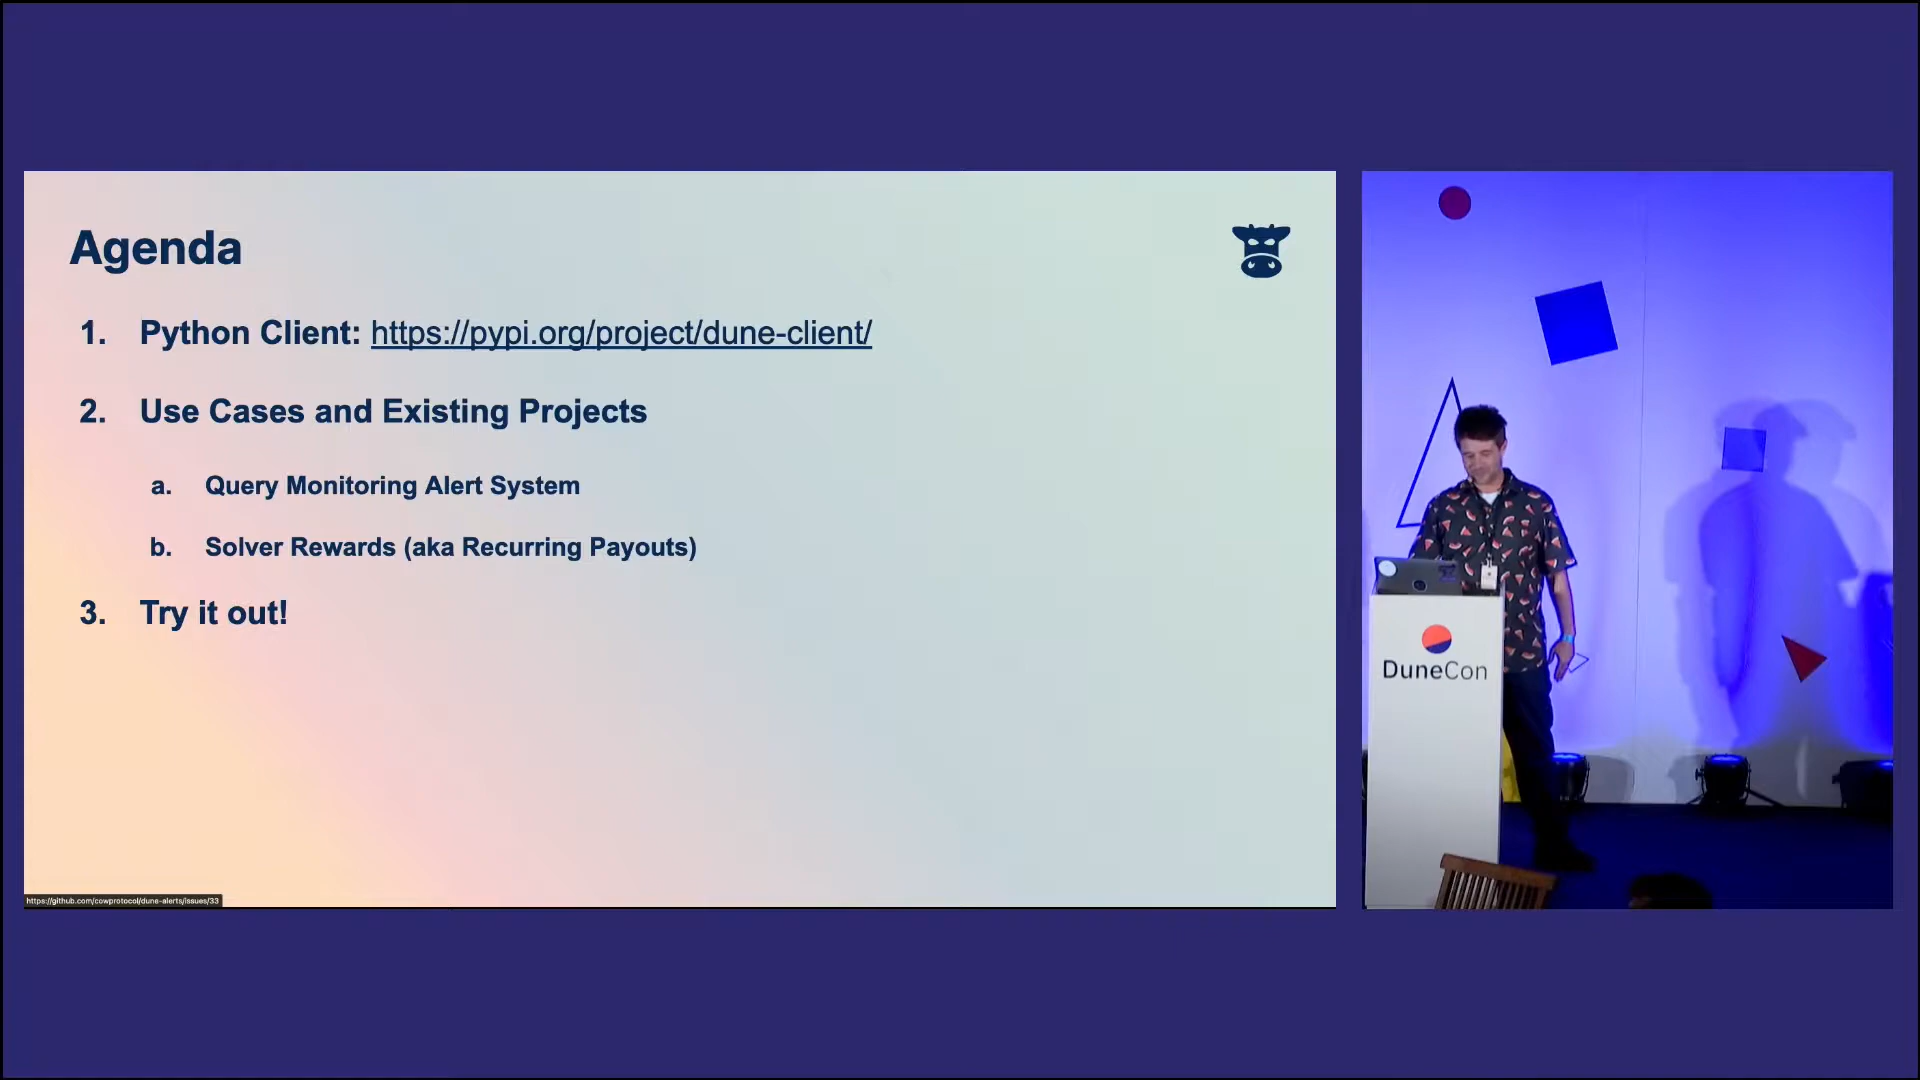 Agenda
1. Python Client: https://pypi.org/project/dune-client/
2. Use Cases and Existing Projects
a. Query Monitoring Alert System
b. Solver Rewards (aka Recurring Payouts)
3. Try it out!
https://github.com/cowprotocol/dune-alerts/issues/33
DuneCon